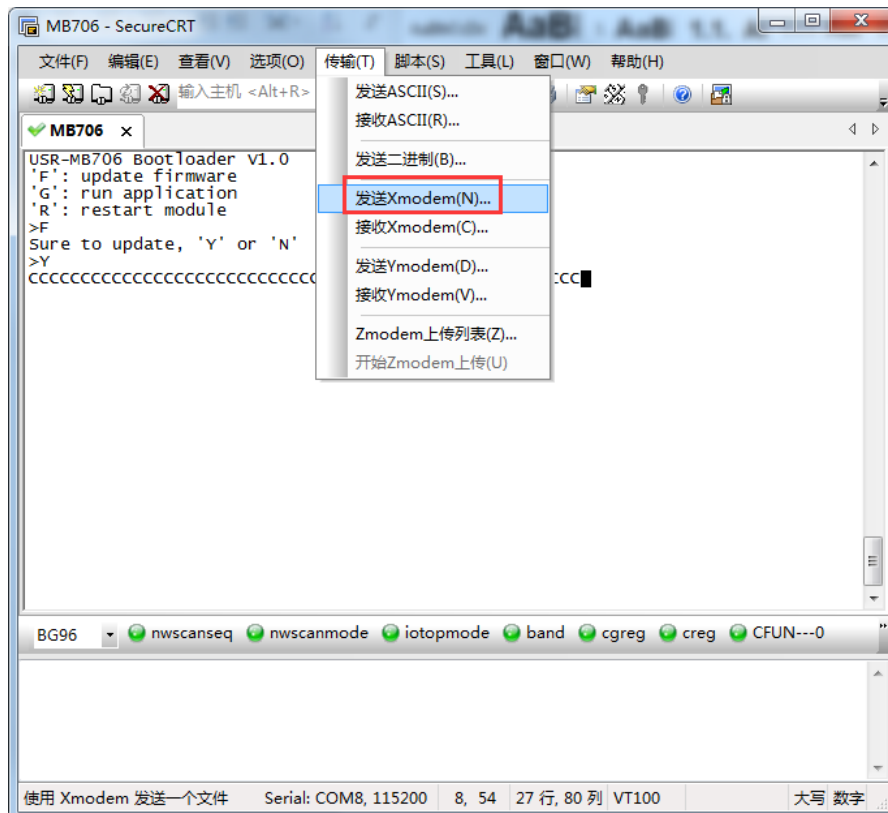 MB706 - SecureCRT
文件(F) 编辑(E) 查看(V) 选项(O) 传输(T) 脚本(S) 工具(L) 窗口(W) 帮助(H)
输入主机 <Alt+R>
MB706
USR-MB706 Bootloader V1.0
'F': update firmware
'G': run application
'R': restart module
>F
Sure to update, 'Y' or 'N'
>Y
CCCCCCCCCCCCCCCCCCCCCCCCCCCC
CCC
发送ASCII(S)...
接收ASCII(R)...
发送二进制(B)...
发送Xmodem(N)...
接收Xmodem(C)...
发送Ymodem(D)...
接收Ymodem(V)...
Zmodem上传列表(Z)...
开始Zmodem上传(U)
BG96 nwscanseq nwscanmode iotopmode band cgreg creg CFUN---0
使用 Xmodem 发送一个文件 Serial: COM8, 115200 8, 54 27 行, 80 列 VT100 大写 数字